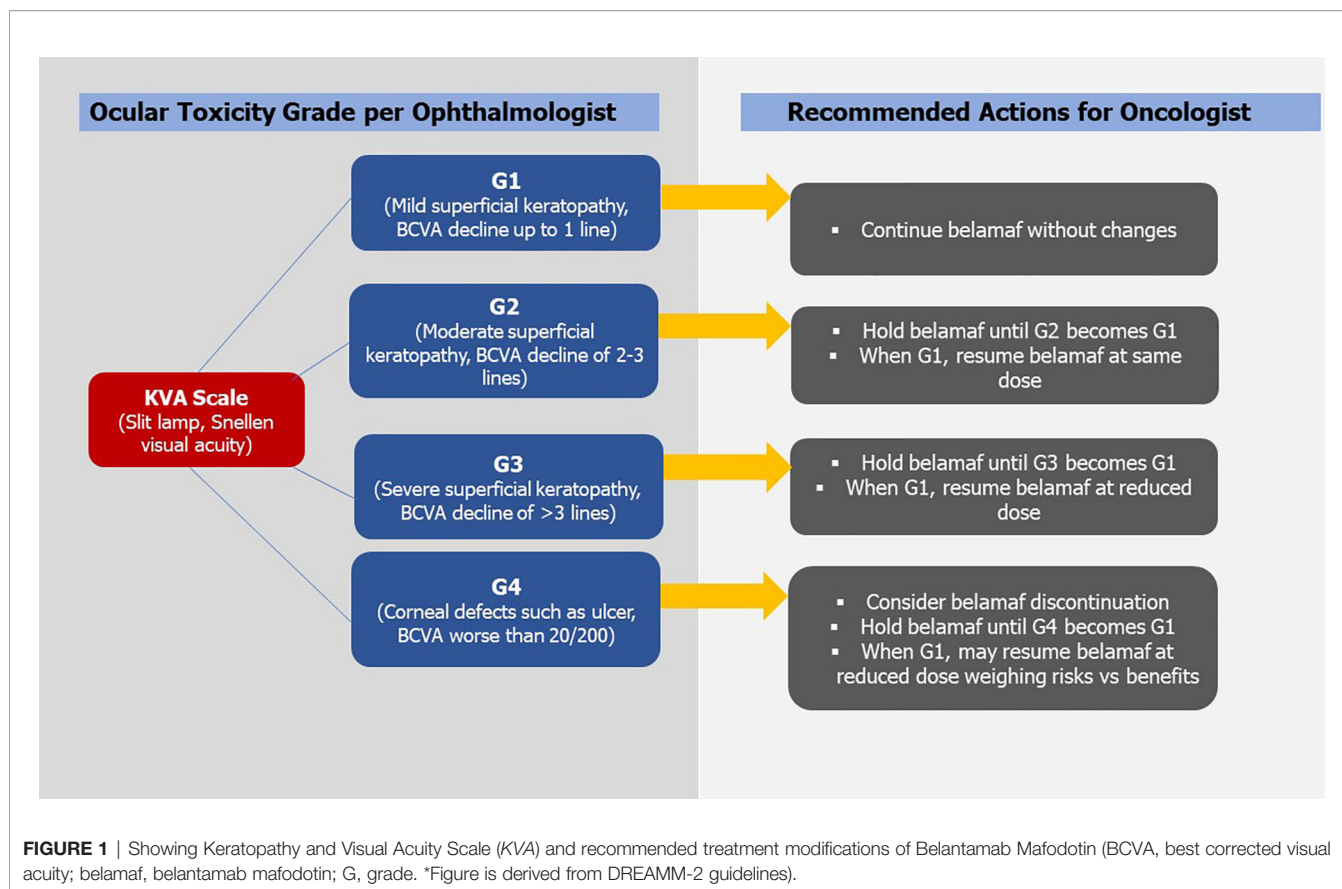 Ocular Toxicity Grade per Ophthalmologist
Recommended Actions for Oncologist
KVA Scale
(Slit lamp, Snellen
visual acuity)
G1
(Mild superficial keratopathy,
BCVA decline up to 1 line)
▪ Continue belamaf without changes
G2
(Moderate superficial
keratopathy, BCVA decline of 2-3
lines)
▪ Hold belamaf until G2 becomes G1
▪ When G1, resume belamaf at same
dose
G3
(Severe superficial keratopathy,
BCVA decline of >3 lines)
▪ Hold belamaf until G3 becomes G1
▪ When G1, resume belamaf at reduced
dose
G4
(Corneal defects such as ulcer,
BCVA worse than 20/200)
▪ Consider belamaf discontinuation
▪ Hold belamaf until G4 becomes G1
▪ When G1, may resume belamaf at
reduced dose weighing risks vs benefits
FIGURE 1 | Showing Keratopathy and Visual Acuity Scale (KVA) and recommended treatment modifications of Belantamab Mafodotin (BCVA, best corrected visual
acuity; belamaf, belantamab mafodotin; G, grade. *Figure is derived from DREAMM-2 guidelines).